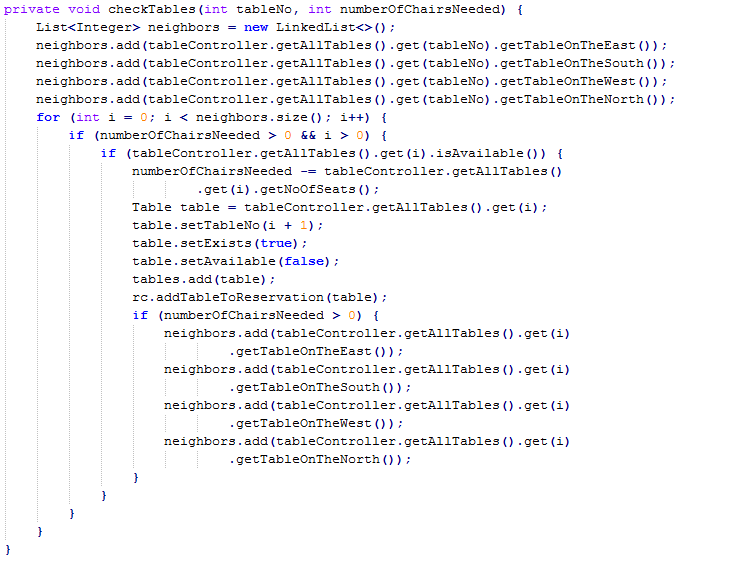 private void checkTables(int tableNo, int numberOfChairsNeeded) {
    List<Integer> neighbors = new LinkedList<>();
    neighbors.add(tableController.getAllTables().get(tableNo).getTableOnTheEast());
    neighbors.add(tableController.getAllTables().get(tableNo).getTableOnTheSouth());
    neighbors.add(tableController.getAllTables().get(tableNo).getTableOnTheWest());
    neighbors.add(tableController.getAllTables().get(tableNo).getTableOnTheNorth());
    for (int i = 0; i < neighbors.size(); i++) {
        if (numberOfChairsNeeded > 0 && i > 0) {
            if (tableController.getAllTables().get(i).isAvailable()) {
                numberOfChairsNeeded -= tableController.getAllTables()
                        .get(i).getNoOfSeats();
                Table table = tableController.getAllTables().get(i);
                table.setTableNo(i + 1);
                table.setExists(true);
                table.setAvailable(false);
                tables.add(table);
                rc.addTableToReservation(table);
                if (numberOfChairsNeeded > 0) {
                    neighbors.add(tableController.getAllTables().get(i)
                            .getTableOnTheEast());
                    neighbors.add(tableController.getAllTables().get(i)
                            .getTableOnTheSouth());
                    neighbors.add(tableController.getAllTables().get(i)
                            .getTableOnTheWest());
                    neighbors.add(tableController.getAllTables().get(i)
                            .getTableOnTheNorth());
                }
            }
        }
    }
}